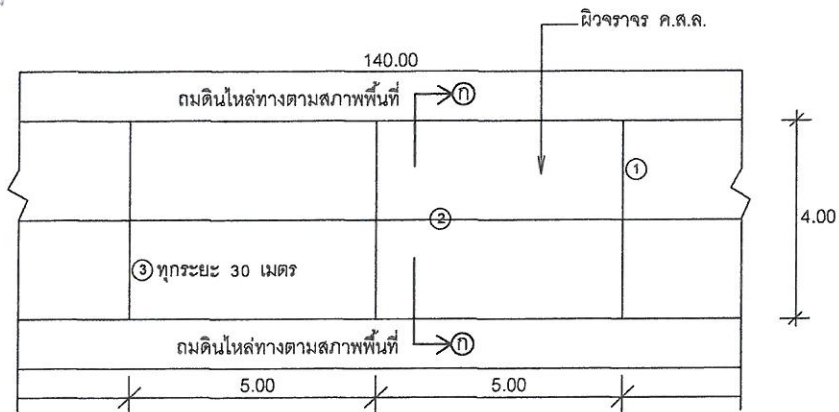 ผิวจราจร ค.ส.ล.
140.00
ถมดินไหล่ทางตามสภาพพื้นที่
ก
1
2
4.00
3 ทุกระยะ 30 เมตร
ถมดินไหล่ทางตามสภาพพื้นที่
ก
5.00
5.00